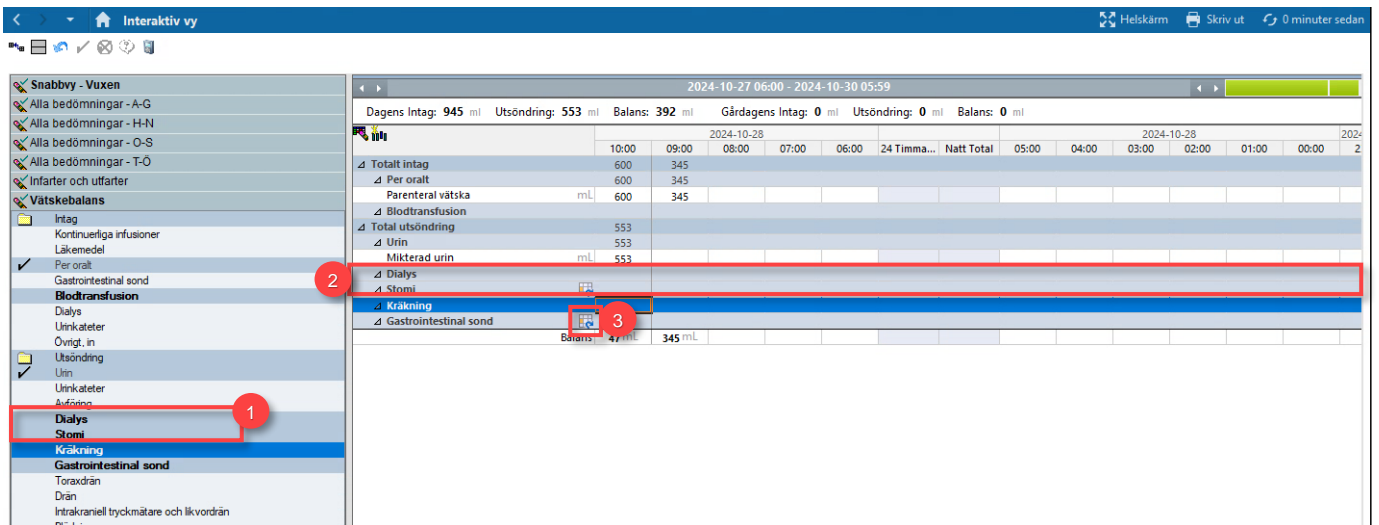 Interaktiv vy Helskärm Skriv ut 0 minuter sedan
Snabbvy - Vuxen
Alla bedömningar - A-G
Alla bedömningar - H-N
Alla bedömningar - O-S
Alla bedömningar - T-Ö
Infarter och utfarter
Vätskebalans
Intag
Kontinuerliga infusioner
Läkemedel
Per oralt
Gastrointestinal sond
Blodtransfusion
Dialys
Urinkateter
Övrigt, in
Utsöndring
Urin
Urinkateter
Avföring
1
Dialys
Stomi
Kräkning
Gastrointestinal sond
Toraxdrän
Drän
Intrakraniell tryckmätare och likvordrän
2024-10-27 06:00 - 2024-10-30 05:59
Dagens Intag: 945 ml Utsöndring: 553 ml Balans: 392 ml Gårdagens Intag: 0 ml Utsöndring: 0 ml Balans: 0 ml
2024-10-28 2024-10-28 2024
10:00 09:00 08:00 07:00 06:00 24 Timma... Natt Total 05:00 04:00 03:00 02:00 01:00 00:00 2
Totalt intag 600 345
Per oralt 600 345
Parenteral vätska mL 600 345
Blodtransfusion
Total utsöndring 553
Urin 553
Mikterad urin mL 553
2
Dialys
Stomi
Kräkning
Gastrointestinal sond 3
Balans 47 mL 345 mL